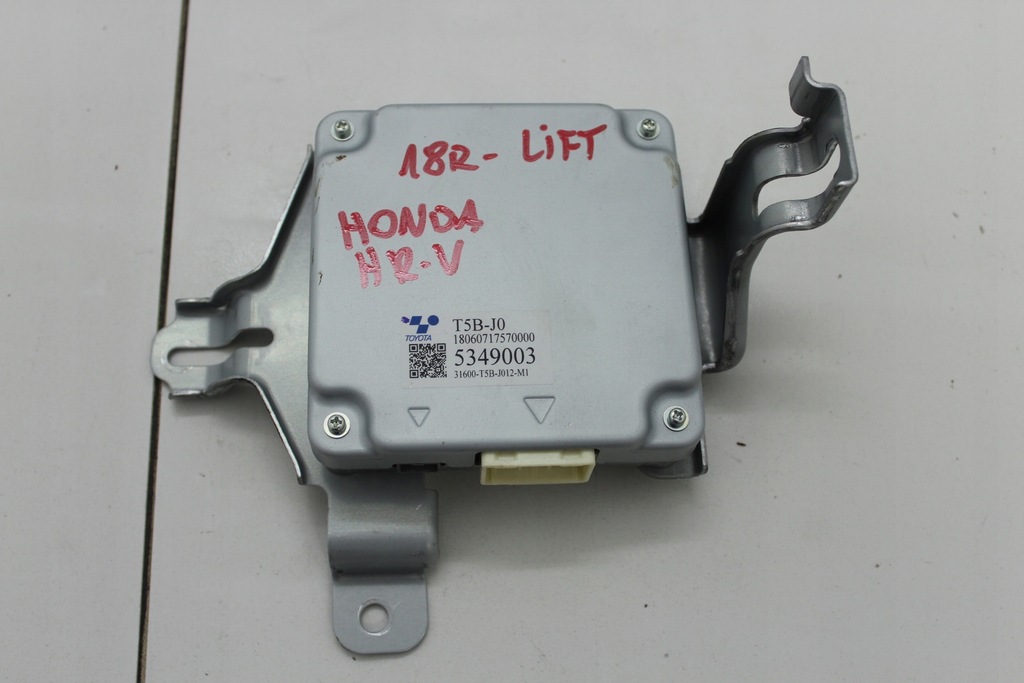 18R- LiFT
HONDA
HR-V
TOYOTA
T5B-J0
18060717570000
5349003
31600-T5B-J012-M1